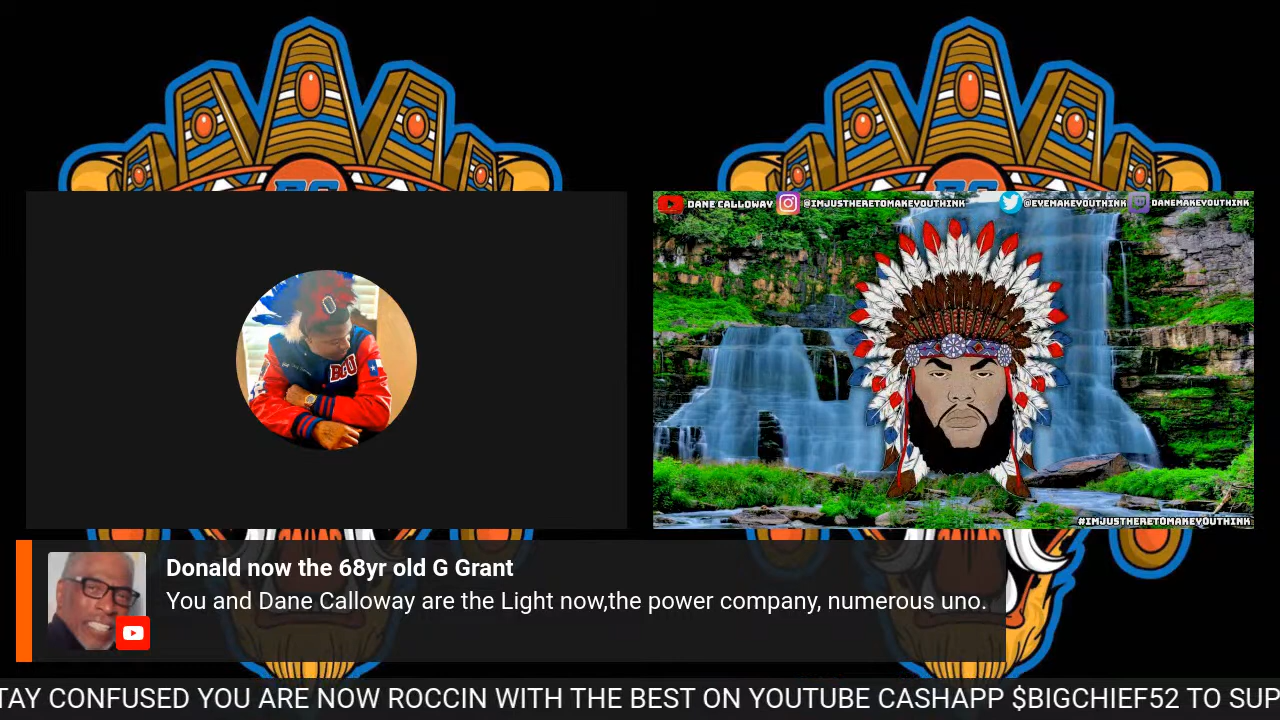 DANE CALLOWAY @IMJUSTHERETOMAKEYOUTHINK @EYEMAKEYOUTHINK DANEMAKEYOUTHINK
BCU
#IMJUSTHERETOMAKEYOUTHINK
Donald now the 68yr old G Grant
You and Dane Calloway are the Light now,the power company, numerous uno.
TAY CONFUSED YOU ARE NOW ROCCIN WITH THE BEST ON YOUTUBE CASHAPP $BIGCHIEF52 TO SUP